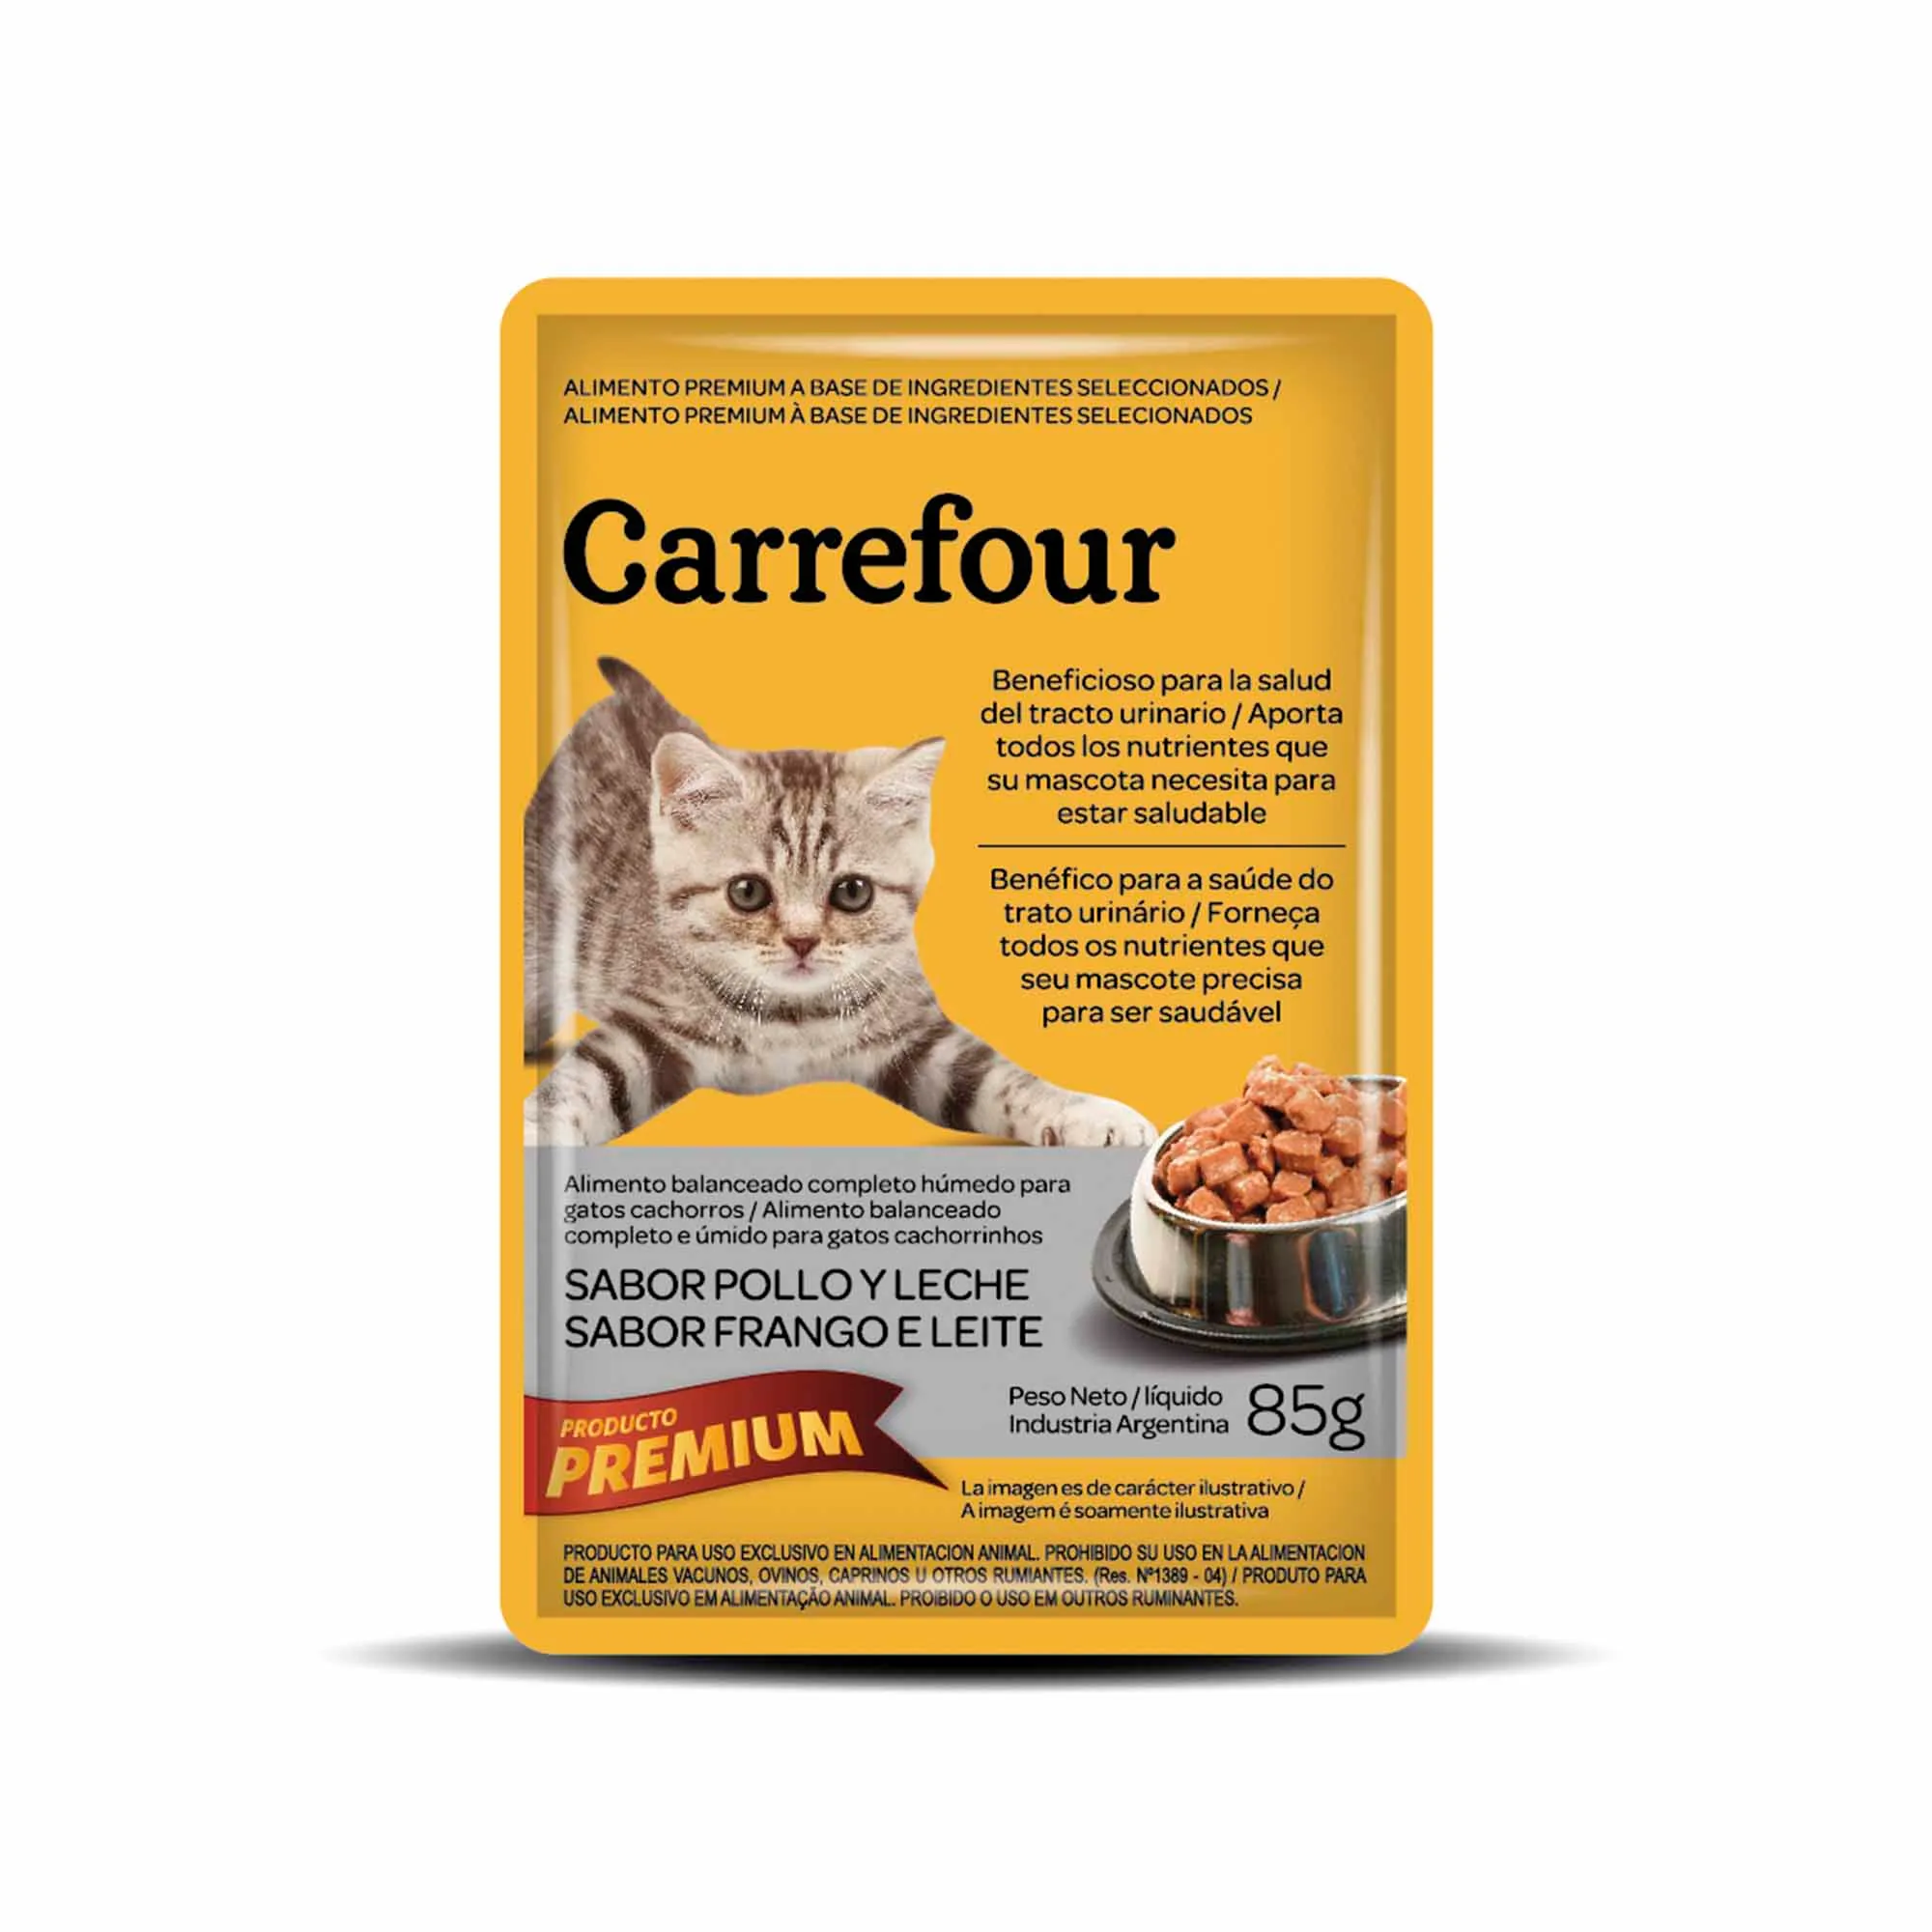 ALIMENTO PREMIUM A BASE DE INGREDIENTES SELECCIONADOS /
ALIMENTO PREMIUM À BASE DE INGREDIENTES SELECIONADOS
Carrefour
Beneficioso para la salud
del tracto urinario / Aporta
todos los nutrientes que
su mascota necesita para
estar saludable
Benéfico para a saúde do
trato urinário / Forneça
todos os nutrientes que
seu mascote precisa
para ser saudável
Alimento balanceado completo húmedo para
gatos cachorros / Alimento balanceado
completo e úmido para gatos cachorrinhos
SABOR POLLO Y LECHE
SABOR FRANGO E LEITE
PRODUCTO
PREMIUM
Peso Neto / líquido
Industria Argentina
85g
La imagen es de carácter ilustrativo /
A imagem é soamente ilustrativa
PRODUCTO PARA USO EXCLUSIVO EN ALIMENTACION ANIMAL. PROHIBIDO SU USO EN LA ALIMENTACION
DE ANIMALES VACUNOS, OVINOS, CAPRINOS U OTROS RUMIANTES. (Res. Nº1389 - 04) / PRODUTO PARA
USO EXCLUSIVO EM ALIMENTAÇÃO ANIMAL. PROIBIDO O USO EM OUTROS RUMINANTES.